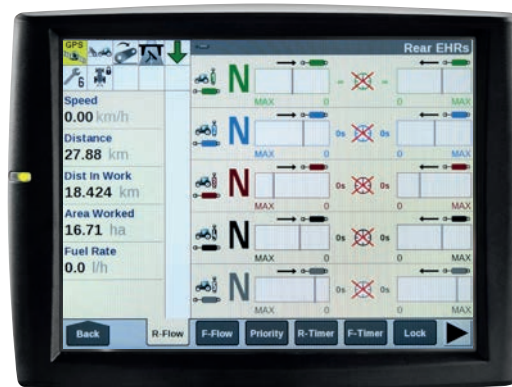 GPS
Rear EHRs
6
Speed
0.00 km/h
Distance
27.88 km
Dist In Work
18.424 km
Area Worked
16.71 ha
Fuel Rate
0.0 l/h
N - -
MAX 0 0 MAX
N 0s 0s
MAX 0 0 MAX
N 0s 0s
MAX 0 0 MAX
N 0s 0s
MAX 0 0 MAX
N 0s 0s
MAX 0 0 MAX
Back R-Flow F-Flow Priority R-Timer F-Timer Lock